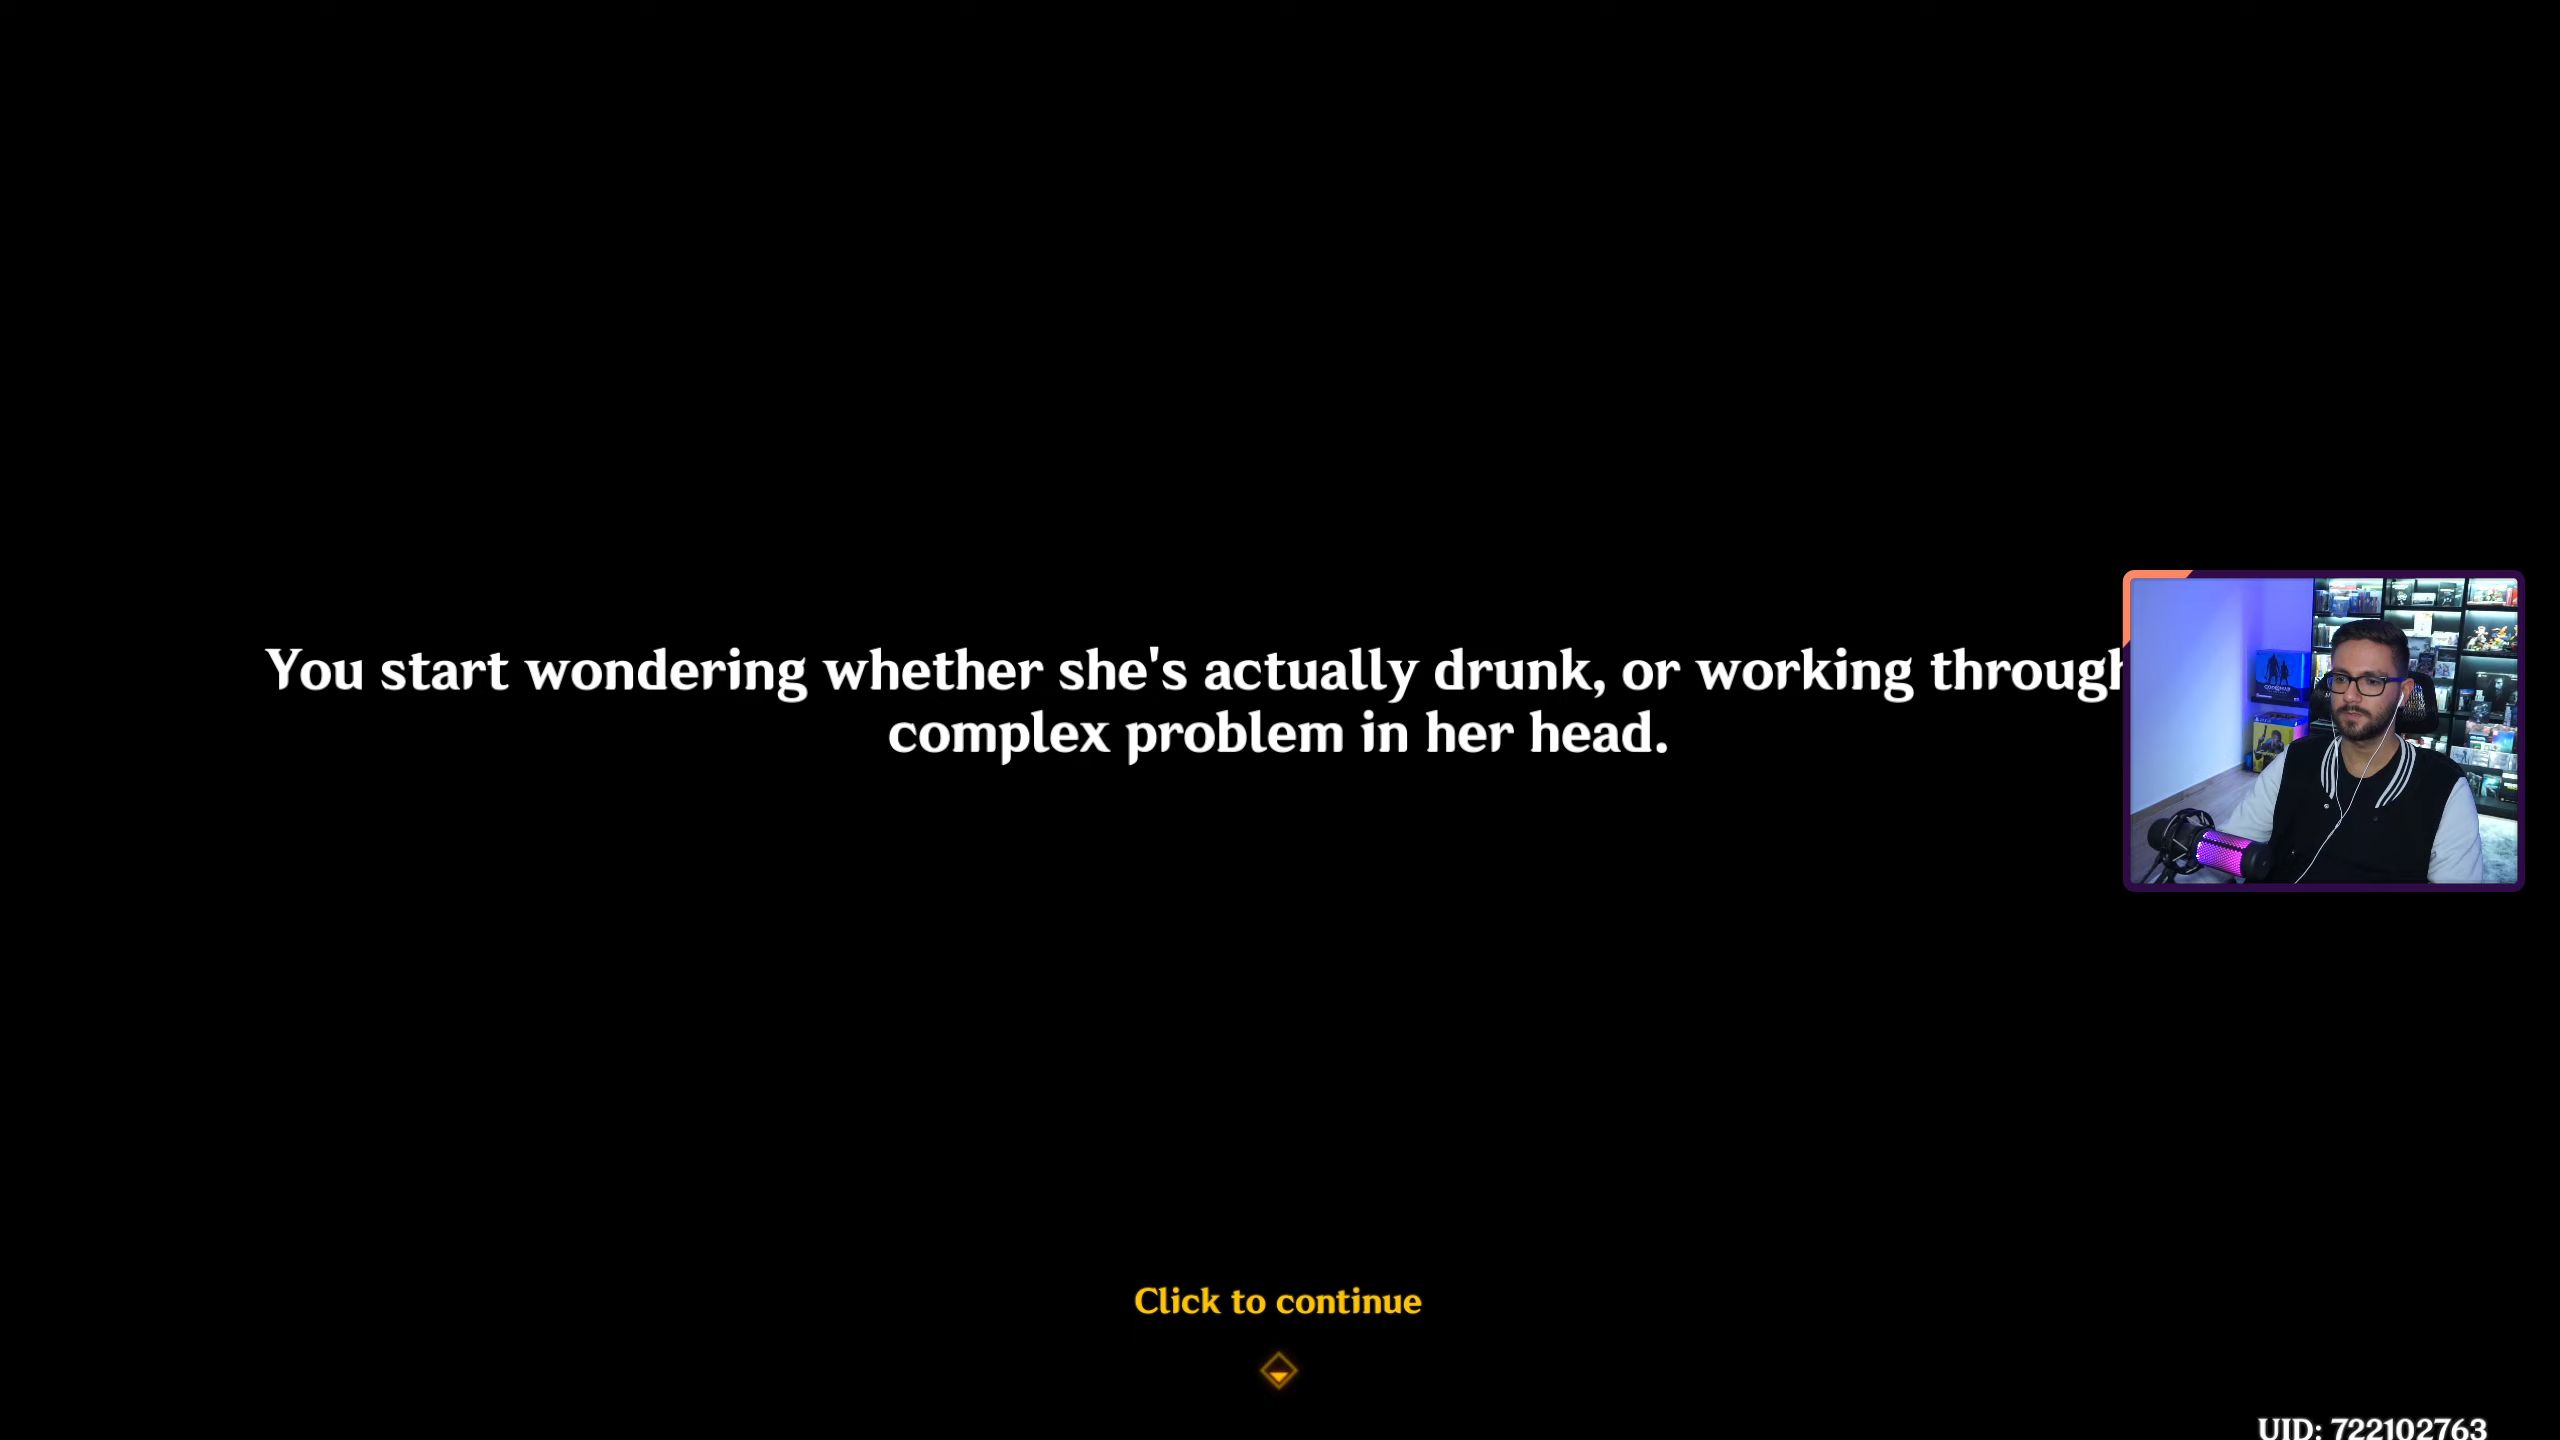 You start wondering whether she's actually drunk, or working through
complex problem in her head.
Click to continue
UID: 722102763